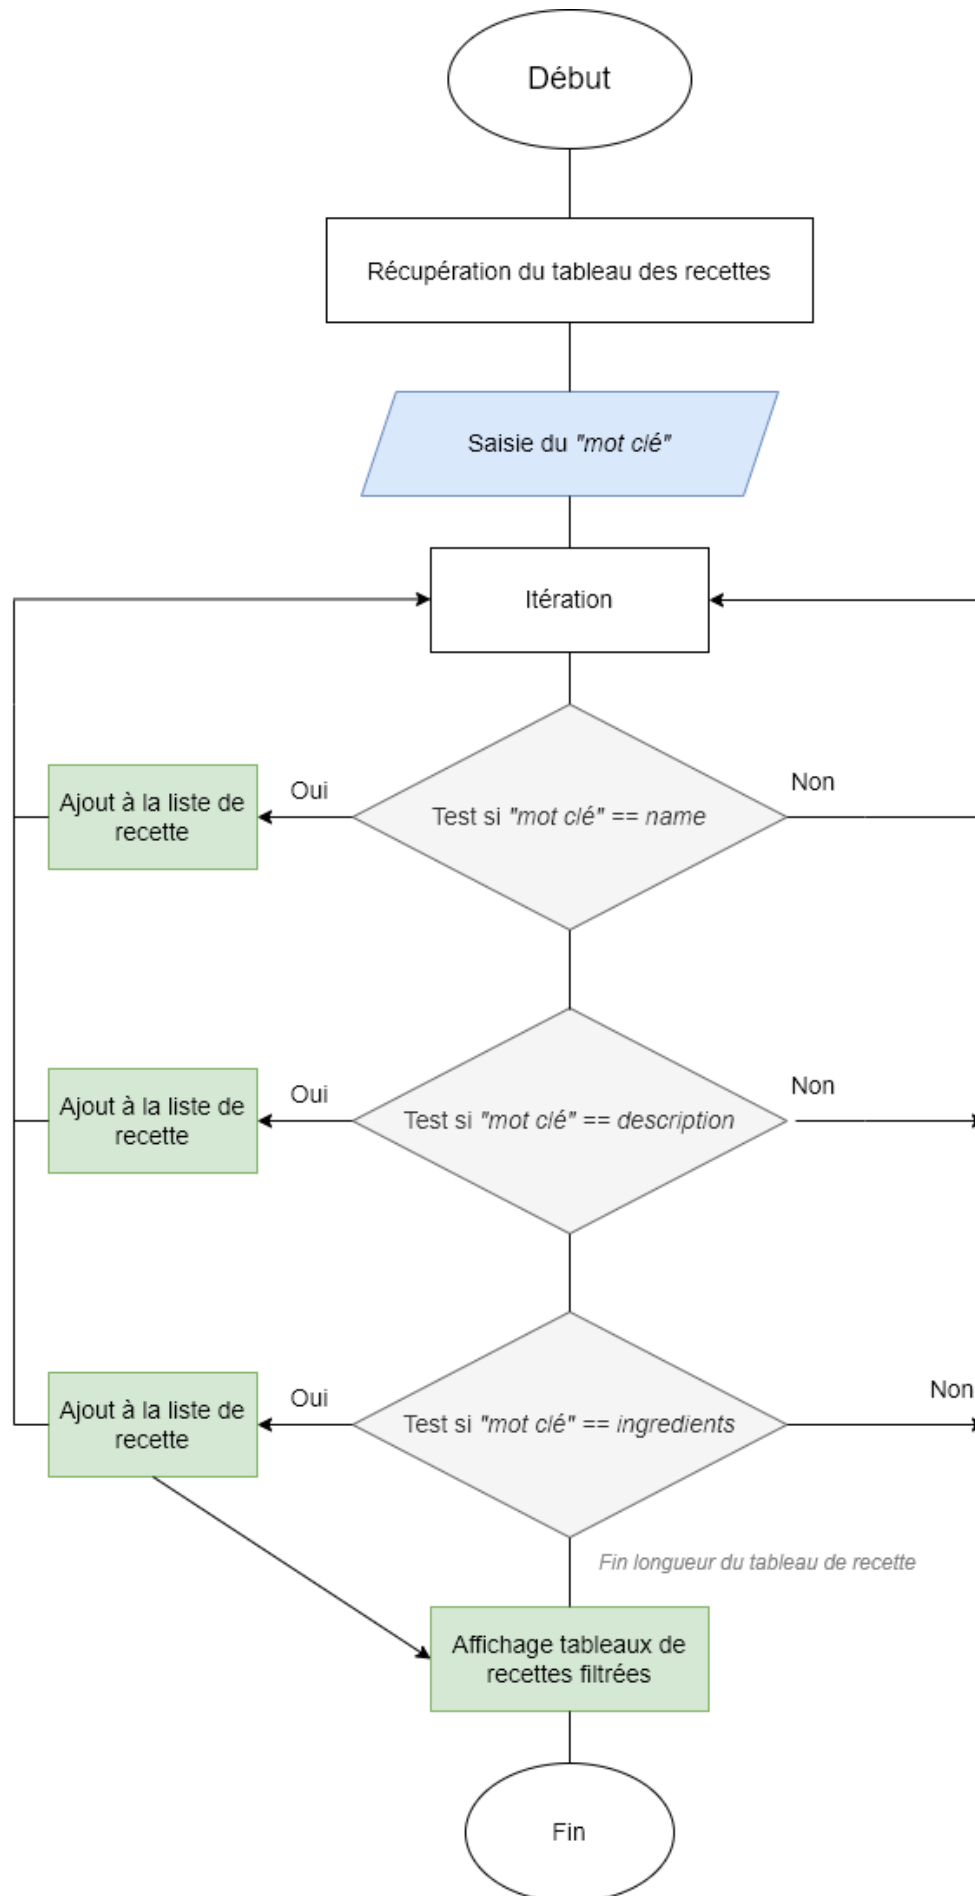 Début
Récupération du tableau des recettes
Saisie du "mot clé"
Itération
Ajout à la liste de
recette
Oui
Test si "mot clé" == name
Non
Ajout à la liste de
recette
Oui
Test si "mot clé" == description
Non
Ajout à la liste de
recette
Oui
Test si "mot clé" == ingredients
Non
Fin longueur du tableau de recette
Affichage tableaux de
recettes filtrées
Fin